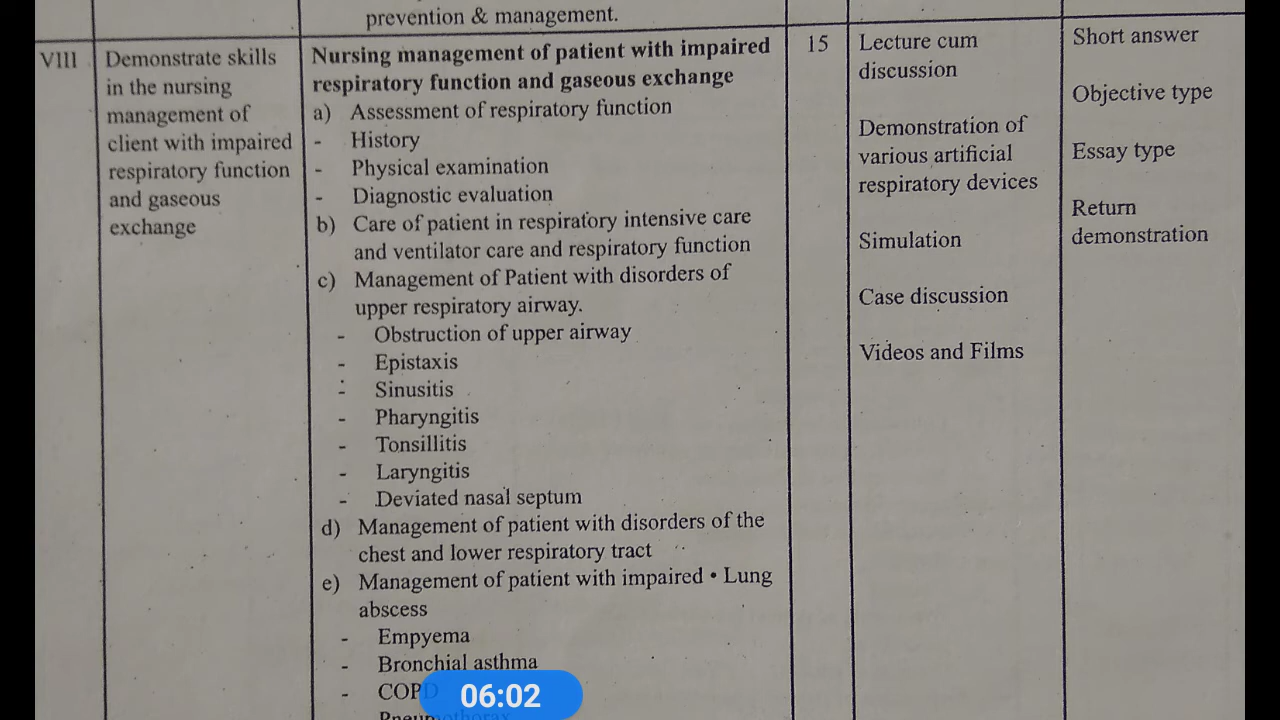 prevention & management.
VIII
Demonstrate skills
in the nursing
management of
client with impaired
respiratory function
and gaseous
exchange
Nursing management of patient with impaired
respiratory function and gaseous exchange
a) Assessment of respiratory function
- History
- Physical examination
- Diagnostic evaluation
b) Care of patient in respiratory intensive care
and ventilator care and respiratory function
c) Management of Patient with disorders of
upper respiratory airway.
- Obstruction of upper airway
- Epistaxis
- Sinusitis
- Pharyngitis
- Tonsillitis
- Laryngitis
- Deviated nasal septum
d) Management of patient with disorders of the
chest and lower respiratory tract
e) Management of patient with impaired • Lung
abscess
- Empyema
- Bronchial asthma
- COPD
Pneumothorax
15
Lecture cum
discussion
Demonstration of
various artificial
respiratory devices
Simulation
Case discussion
Videos and Films
Short answer
Objective type
Essay type
Return
demonstration
06:02